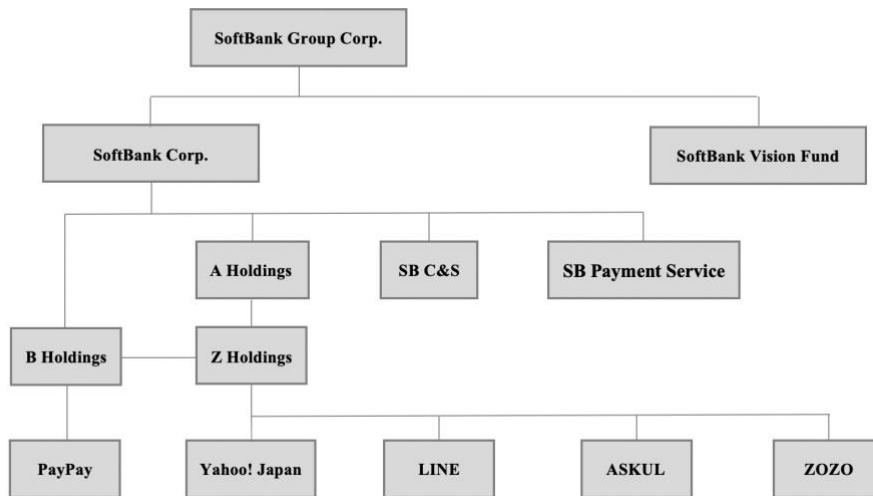 SoftBank Group Corp.
SoftBank Corp.
SoftBank Vision Fund
A Holdings
SB C&S
SB Payment Service
B Holdings
Z Holdings
PayPay
Yahoo! Japan
LINE
ASKUL
ZOZO